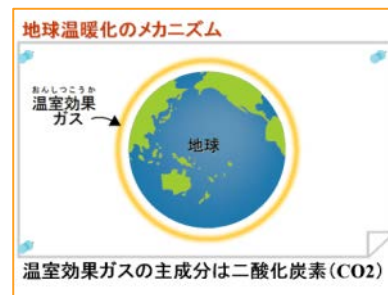 地球温暖化のメカニズム
おんしつこうか
温室効果
ガス
地球
温室効果ガスの主成分は二酸化炭素(CO2)